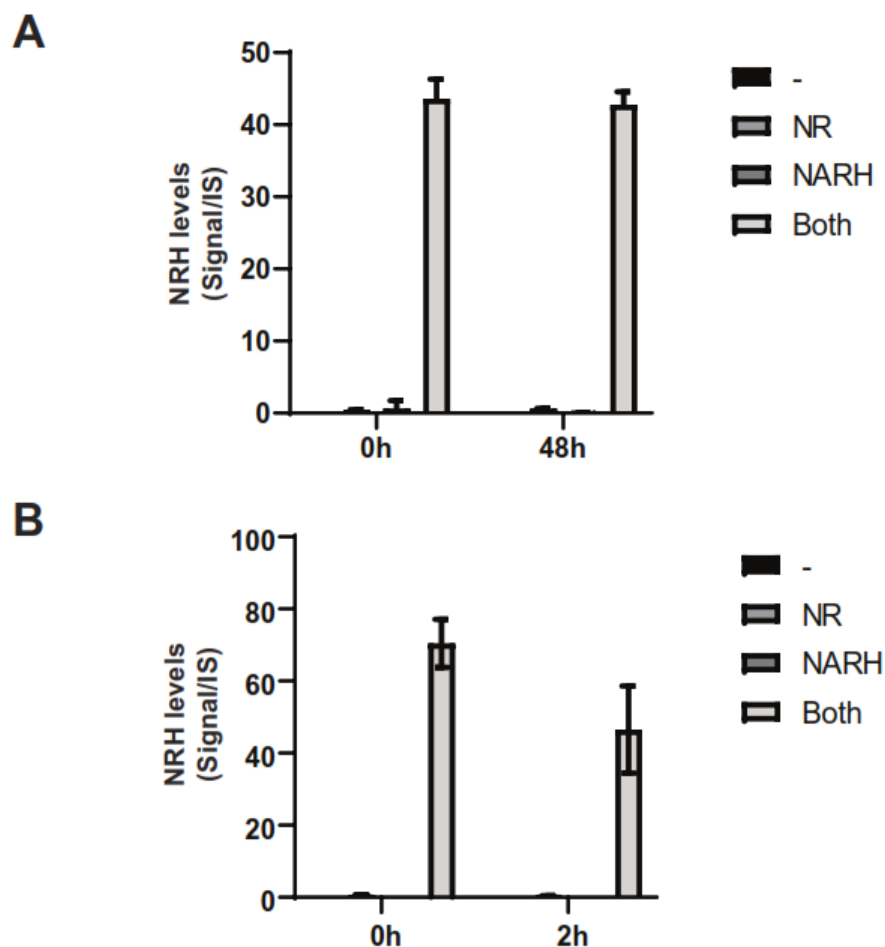 A
50
40
30
20
10
0
NRH levels
(Signal/IS)
0h
48h
-
NR
NARH
Both
B
100
80
60
40
20
0
NRH levels
(Signal/IS)
0h
2h
-
NR
NARH
Both